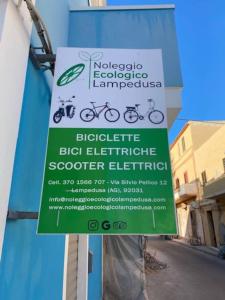 Noleggio
Ecologico
Lampedusa
BICICLETTE
BICI ELETTRICHE
SCOOTER ELETTRICI
Cell. 370 1566 707 - Via Silvio Pellico 12
Lampedusa (AG), 92031
info@noleggioecologicolampedusa.com
www.noleggioecologicolampedusa.com